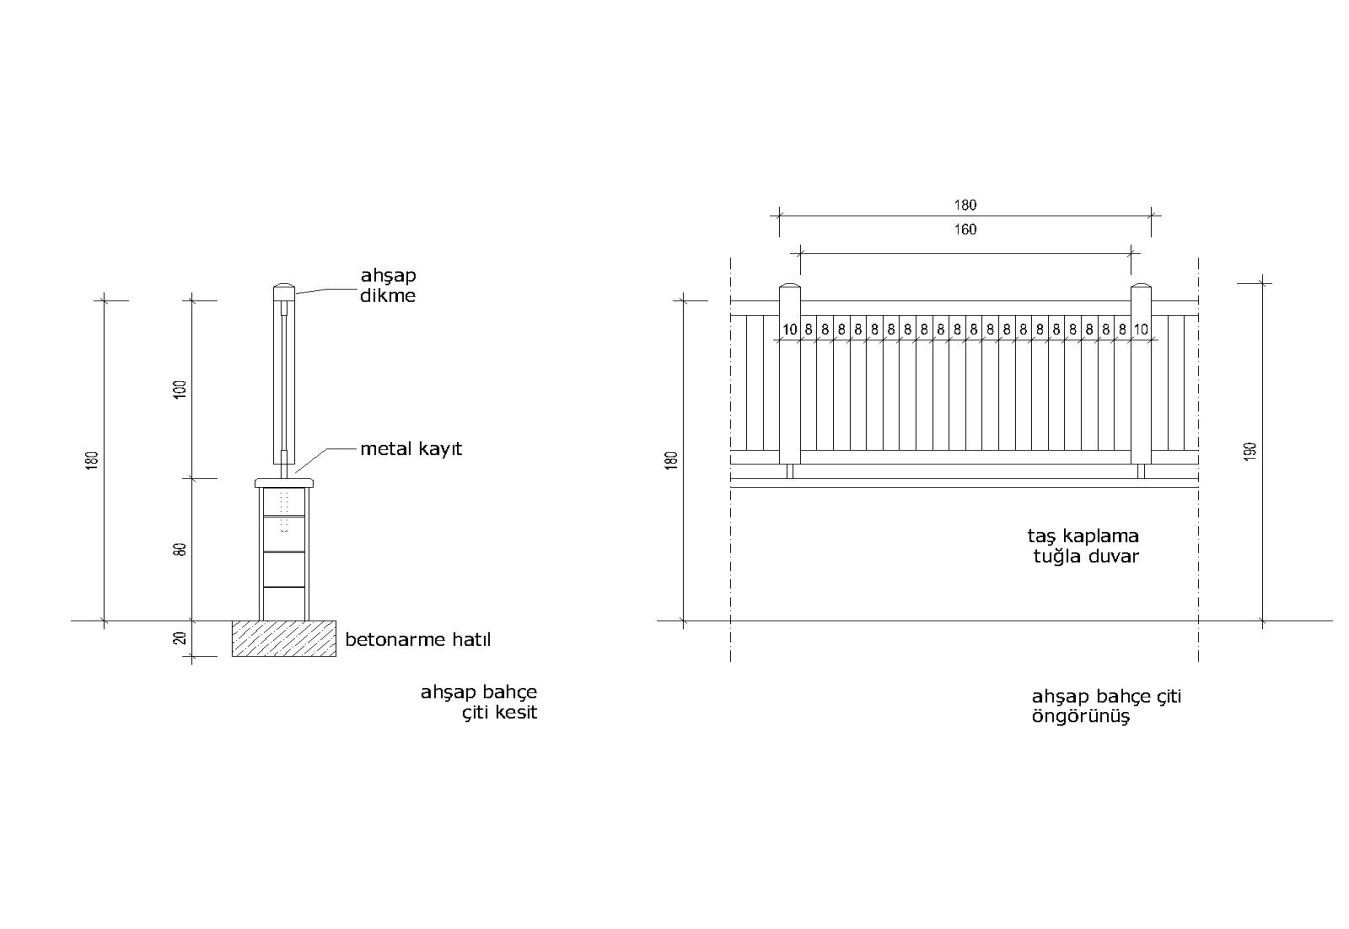 ahşap
dikme
100
180
metal kayıt
80
20
betonarme hatıl
ahşap bahçe
çiti kesit
180
160
10 8 8 8 8 8 8 8 8 8 8 8 8 8 8 8 8 8 8 8 8 10
180
190
taş kaplama
tuğla duvar
ahşap bahçe çiti
öngörünüş